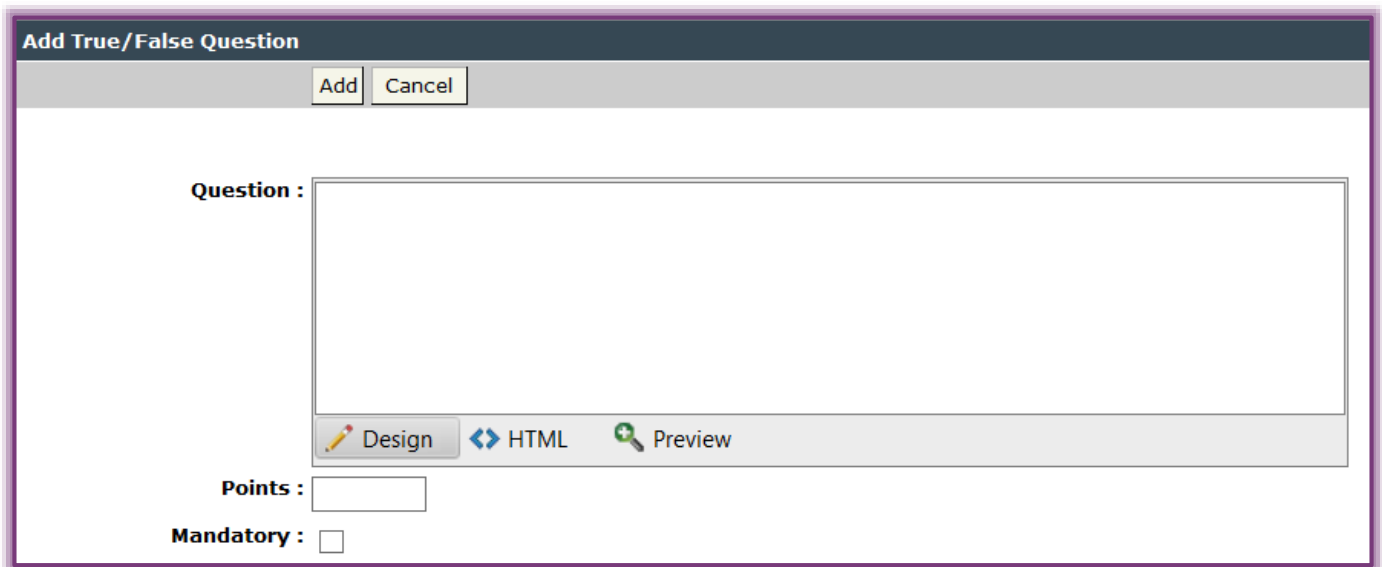 Add True/False Question
Add Cancel
Question :
Design HTML Preview
Points :
Mandatory :